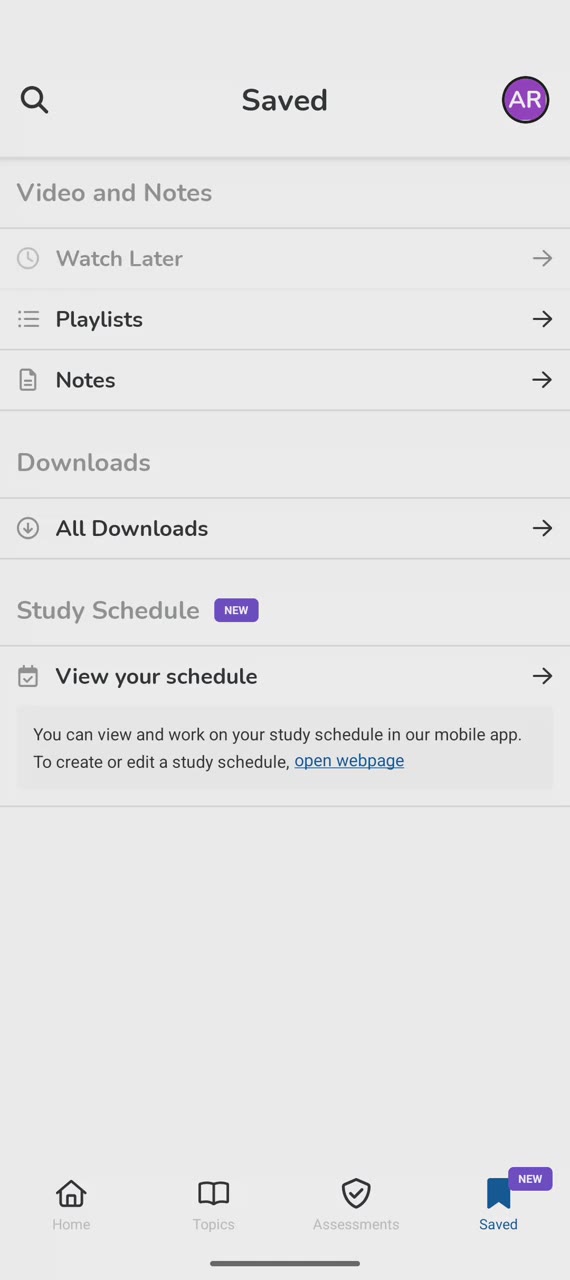 Saved
AR
Video and Notes
Watch Later
Playlists
Notes
Downloads
All Downloads
Study Schedule NEW
View your schedule
You can view and work on your study schedule in our mobile app.
To create or edit a study schedule, open webpage
NEW
Home
Topics
Assessments
Saved